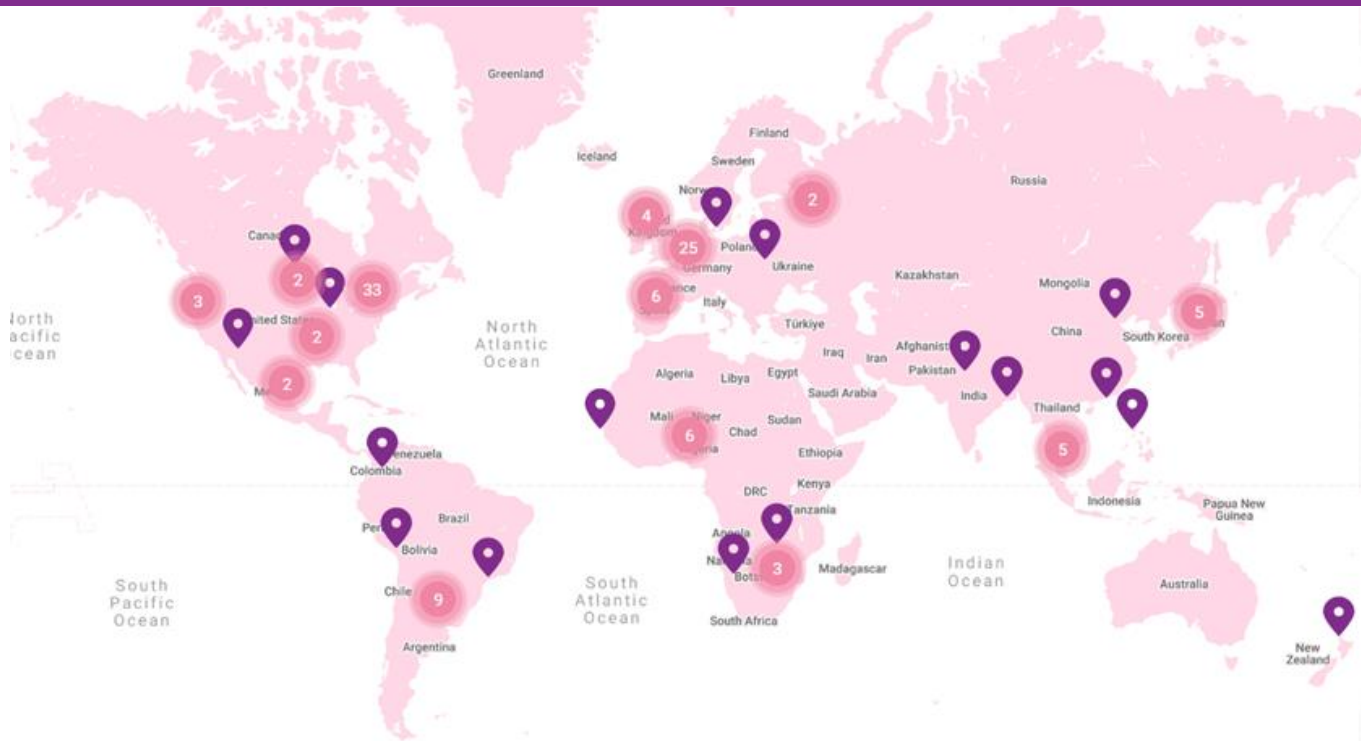 Greenland
Finland
Iceland
Sweden
Russia
4
2
25
Poland
Germany
Ukraine
Kazakhstan
Mongolia
2
33
3
6
Italy
5
North
Atlantic
Ocean
2
Türkiye
China
South Korea
Iraq
Iran
Afghanist
Pakistan
2
Algeria
Libya
Egypt
Saudi Arabia
India
Thailand
Mali
Niger
Chad
Sudan
6
Ethiopia
5
Colombia
DRC
Kenya
Indonesia
Papua New
Guinea
Brazil
Tanzania
Angola
Bolivia
3
Madagascar
Indian
Ocean
South
Pacific
Ocean
Chile
9
South
Atlantic
Ocean
Australia
South Africa
Argentina
New
Zealand